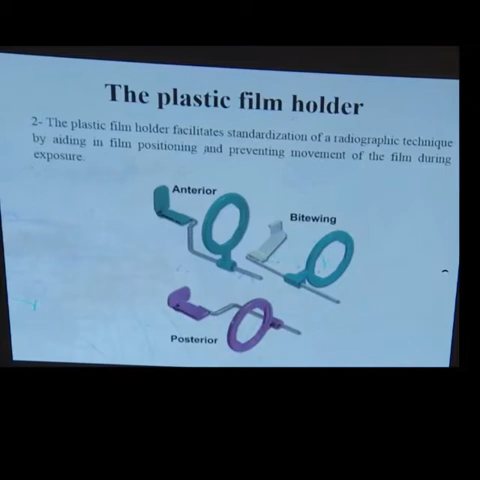 The plastic film holder
2- The plastic film holder facilitates standardization of a radiographic technique
by aiding in film positioning and preventing movement of the film during
exposure.
Anterior
Bitewing
Posterior